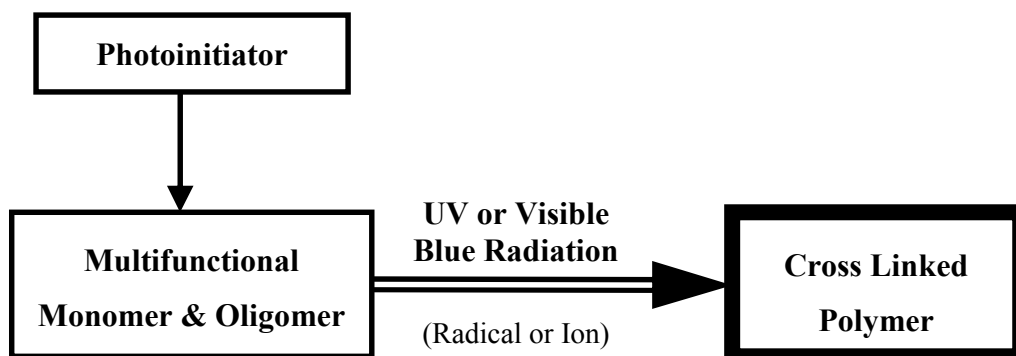 Photoinitiator
UV or Visible
Blue Radiation
Multifunctional
Monomer & Oligomer
(Radical or Ion)
Cross Linked
Polymer